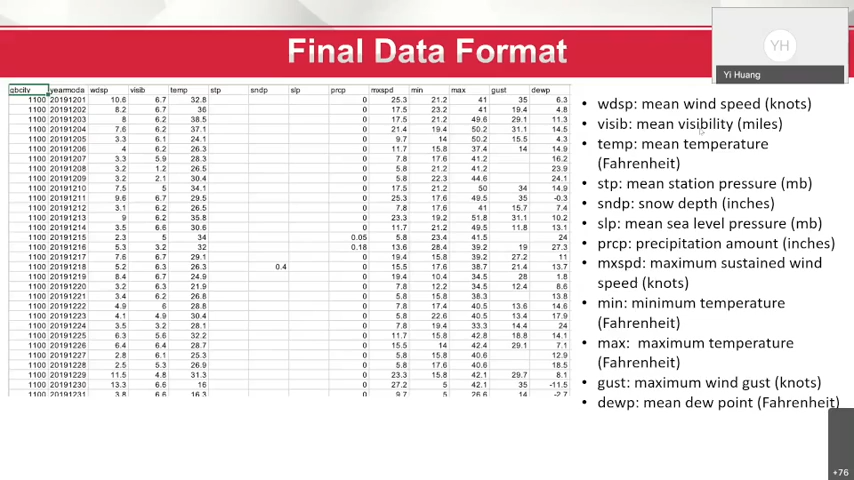 Final Data Format
YH
Yi Huang
gbcity yearmoda wdsp visib temp stp sndp slp prcp mxspd min max gust dewp
1100 20191201 10.6 6.7 32.8 0 25.3 21.2 41 35 6.3
1100 20191202 8.2 6.7 36 0 17.5 23.2 41 19.4 4.8
1100 20191203 8 6.2 38.5 0 17.5 21.2 49.6 29.1 11.3
1100 20191204 7.6 6.2 37.1 0 21.4 19.4 50.2 31.1 14.5
1100 20191205 3.3 6.1 24.1 0 9.7 14 50.2 15.5 4.3
1100 20191206 4 6.2 26.3 0 11.7 15.8 37.4 14 14.9
1100 20191207 3.3 5.9 28.3 0 7.8 17.6 41.2 16.2
1100 20191208 3.2 1.2 26.5 0 5.8 21.2 41.2 23.9
1100 20191209 3.2 2.1 30.4 0 5.8 22.3 44.6 24.1
1100 20191210 7.5 5 34.1 0 17.5 21.2 50 34 14.9
1100 20191211 9.6 6.7 29.5 0 25.3 17.6 49.5 35 -0.3
1100 20191212 3.1 6.2 26.5 0 7.8 17.6 41 15.7 7.4
1100 20191213 9 6.2 35.8 0 23.3 19.2 51.8 31.1 10.2
1100 20191214 3.5 6.6 30.6 0 11.7 21.2 49.5 11.8 13.1
1100 20191215 2.3 5 34 0.05 5.8 23.4 41.5 24
1100 20191216 5.3 3.2 32 0.18 13.6 28.4 39.2 19 27.3
1100 20191217 7.6 6.7 29.1 0 19.4 15.8 39.2 27.2 11
1100 20191218 5.2 6.3 26.3 0.4 0 15.5 17.6 38.7 21.4 13.7
1100 20191219 8.4 6.7 24.9 0 19.4 10.4 34.5 28 1.8
1100 20191220 3.2 6.3 21.9 0 7.8 12.2 34.5 12.4 8.6
1100 20191221 3.4 6.2 26.8 0 5.8 15.8 38.3 13.8
1100 20191222 4.9 6 28.8 0 7.8 17.4 40.5 13.6 14.6
1100 20191223 4.1 4.9 30.4 0 5.8 22.6 40.5 13.4 17.9
1100 20191224 3.5 3.2 28.1 0 7.8 19.4 33.3 14.4 24
1100 20191225 6.3 5.6 32.2 0 11.7 15.8 42.8 18.8 14.1
1100 20191226 6.4 6.4 28.7 0 15.5 14 42.4 29.1 7.1
1100 20191227 2.8 6.1 25.3 0 5.8 15.8 40.6 12.9
1100 20191228 2.5 5.3 26.9 0 5.8 17.6 40.6 18.5
1100 20191229 11.5 4.8 31.3 0 23.3 15.8 42.1 29.7 8.1
1100 20191230 13.3 6.6 16 0 27.2 5 42.1 35 -11.5
1100 20191231 3.8 6.6 16.3 0 9.7 5 26.6 14 -2.7
• wdsp: mean wind speed (knots)
• visib: mean visibility (miles)
• temp: mean temperature
(Fahrenheit)
• stp: mean station pressure (mb)
• sndp: snow depth (inches)
• slp: mean sea level pressure (mb)
• prcp: precipitation amount (inches)
• mxspd: maximum sustained wind
speed (knots)
• min: minimum temperature
(Fahrenheit)
• max: maximum temperature
(Fahrenheit)
• gust: maximum wind gust (knots)
• dewp: mean dew point (Fahrenheit)
+76